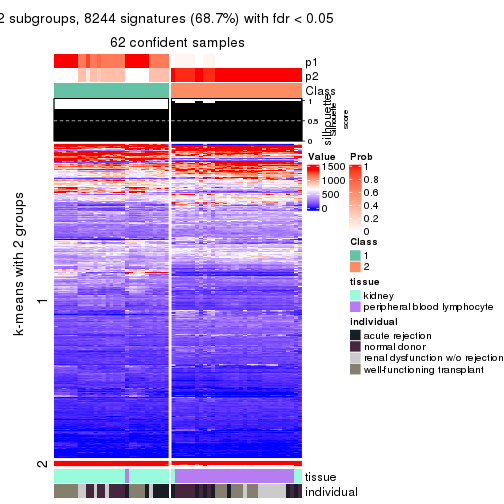 2 subgroups, 8244 signatures (68.7%) with fdr < 0.05
62 confident samples
p1
p2
Class
1
0.5
0
silhouette
Silhouette
score
k-means with 2 groups
1
2
tissue
individual
Value
1500
1000
500
0
Prob
1
0.8
0.6
0.4
0.2
0
Class
1
2
tissue
kidney
peripheral blood lymphocyte
individual
acute rejection
normal donor
renal dysfunction w/o rejection
well-functioning transplant